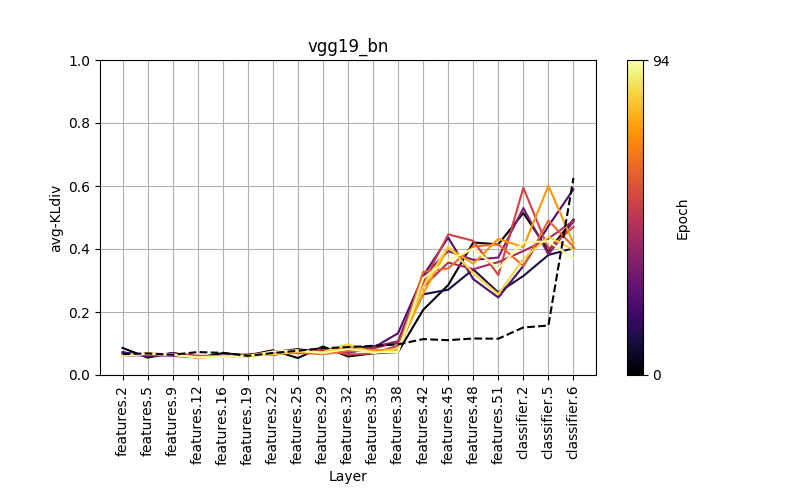 vgg19_bn
1.0
0.8
0.6
0.4
0.2
0.0
avg-KLdiv
features.2
features.5
features.9
features.12
features.16
features.19
features.22
features.25
features.29
features.32
features.35
features.38
features.42
features.45
features.48
features.51
classifier.2
classifier.5
classifier.6
Layer
94
0
Epoch